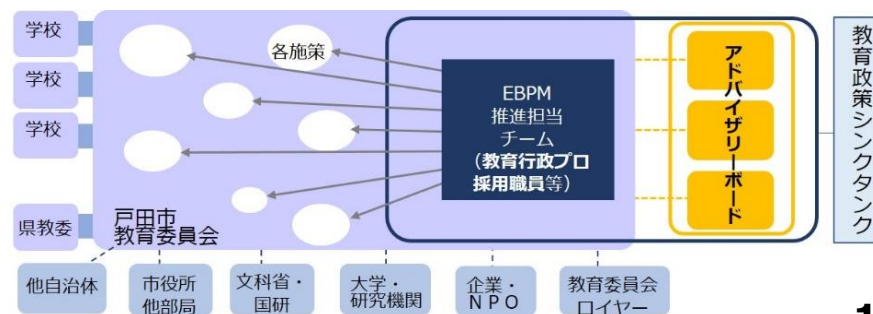 学校
学校
学校
県教委
戸田市
教育委員会
各施策
EBPM
推進担当
チーム
（教育行政プロ
採用職員等）
アドバイザリーボード
教育政策シンクタンク
他自治体
市役所
他部局
文科省・
国研
大学・
研究機関
企業・
ＮＰＯ
教育委員会
ロイヤー